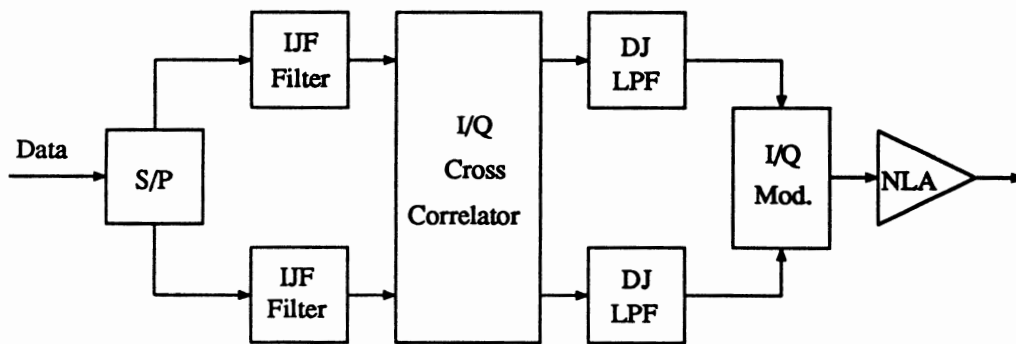 Data
S/P
IJF
Filter
IJF
Filter
I/Q
Cross
Correlator
DJ
LPF
DJ
LPF
I/Q
Mod.
NLA